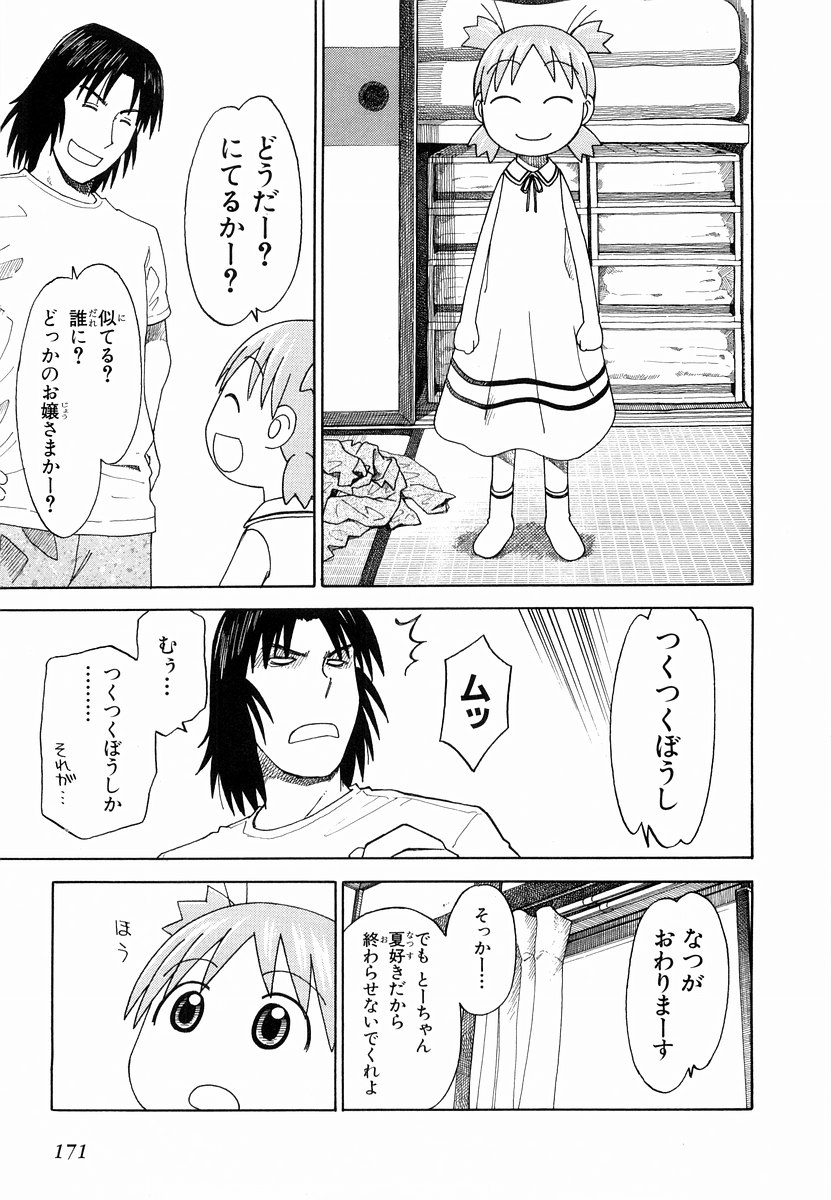 どうだー?
にてるかー?
似てる?
誰に?
どっかのお嬢さまかー?
つくつくぼうし
ムッ
むぅ…
つくつくぼうしか
………
それが…
なつが
おわりまーす
そっかー…
でも とーちゃん
夏好きだから
終わらせないでくれよ
ほう
171